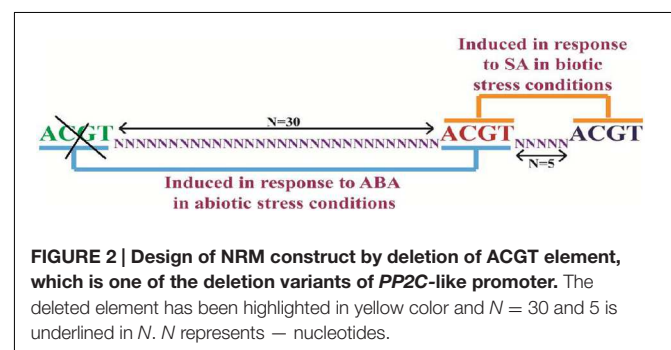 Induced in response
to SA in biotic
stress conditions
N=30
ACGT NNNNNNNNNNNNNNNNNNNNNNNNNNNNNN ACGT NNNNN ACGT
N=5
Induced in response to ABA
in abiotic stress conditions
FIGURE 2 | Design of NRM construct by deletion of ACGT element,
which is one of the deletion variants of PP2C-like promoter. The
deleted element has been highlighted in yellow color and N = 30 and 5 is
underlined in N. N represents — nucleotides.